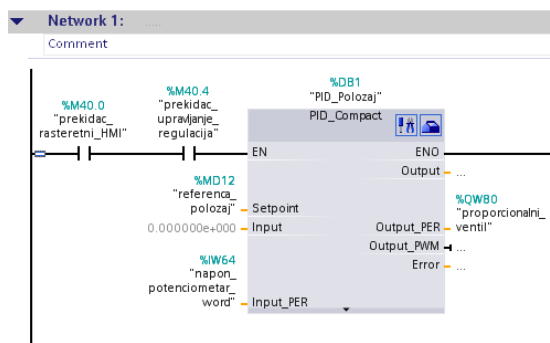 Network 1: .....
Comment
%DB1
"PID_Polozaj"
%M40.0
"prekidac_
rasteretni_HMI"
%M40.4
"prekidac_
upravljanje_
regulacija"
PID_Compact
EN
ENO
Output
...
%MD12
"referenca_
polozaj"
Setpoint
0.000000e+000
Input
%QW80
"proporcionalni_
ventil"
Output_PER
Output_PWM
...
Error
...
%IW64
"napon_
potenciometar_
word"
Input_PER